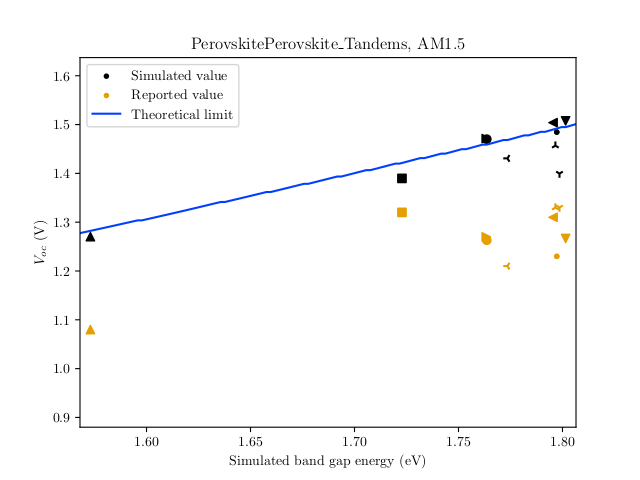 PerovskitePerovskite_Tandems, AM1.5
Simulated value
Reported value
Theoretical limit
1.6
1.5
1.4
1.3
1.2
1.1
1.0
0.9
V_oc (V)
1.60 1.65 1.70 1.75 1.80
Simulated band gap energy (eV)